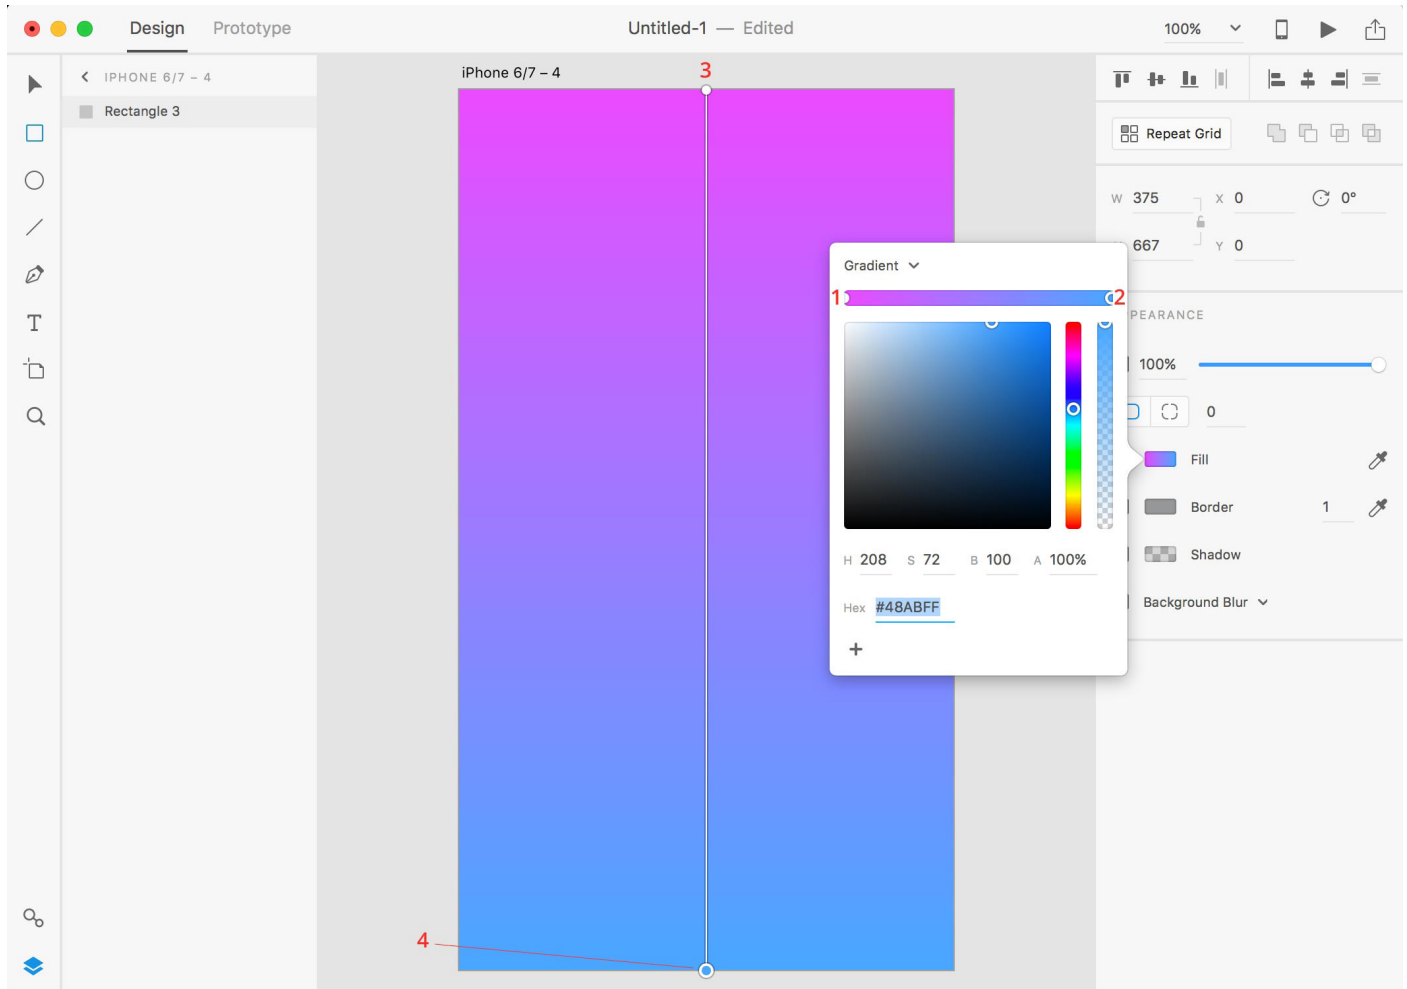 Design Prototype Untitled-1 — Edited 100%
IPHONE 6/7 – 4
Rectangle 3
iPhone 6/7 – 4
3
Repeat Grid
W 375 X 0 0°
667 Y 0
Gradient
1 2
PEARANCE
100%
0
Fill
Border 1
Shadow
Background Blur
H 208 S 72 B 100 A 100%
Hex #48ABFF
+
T
4